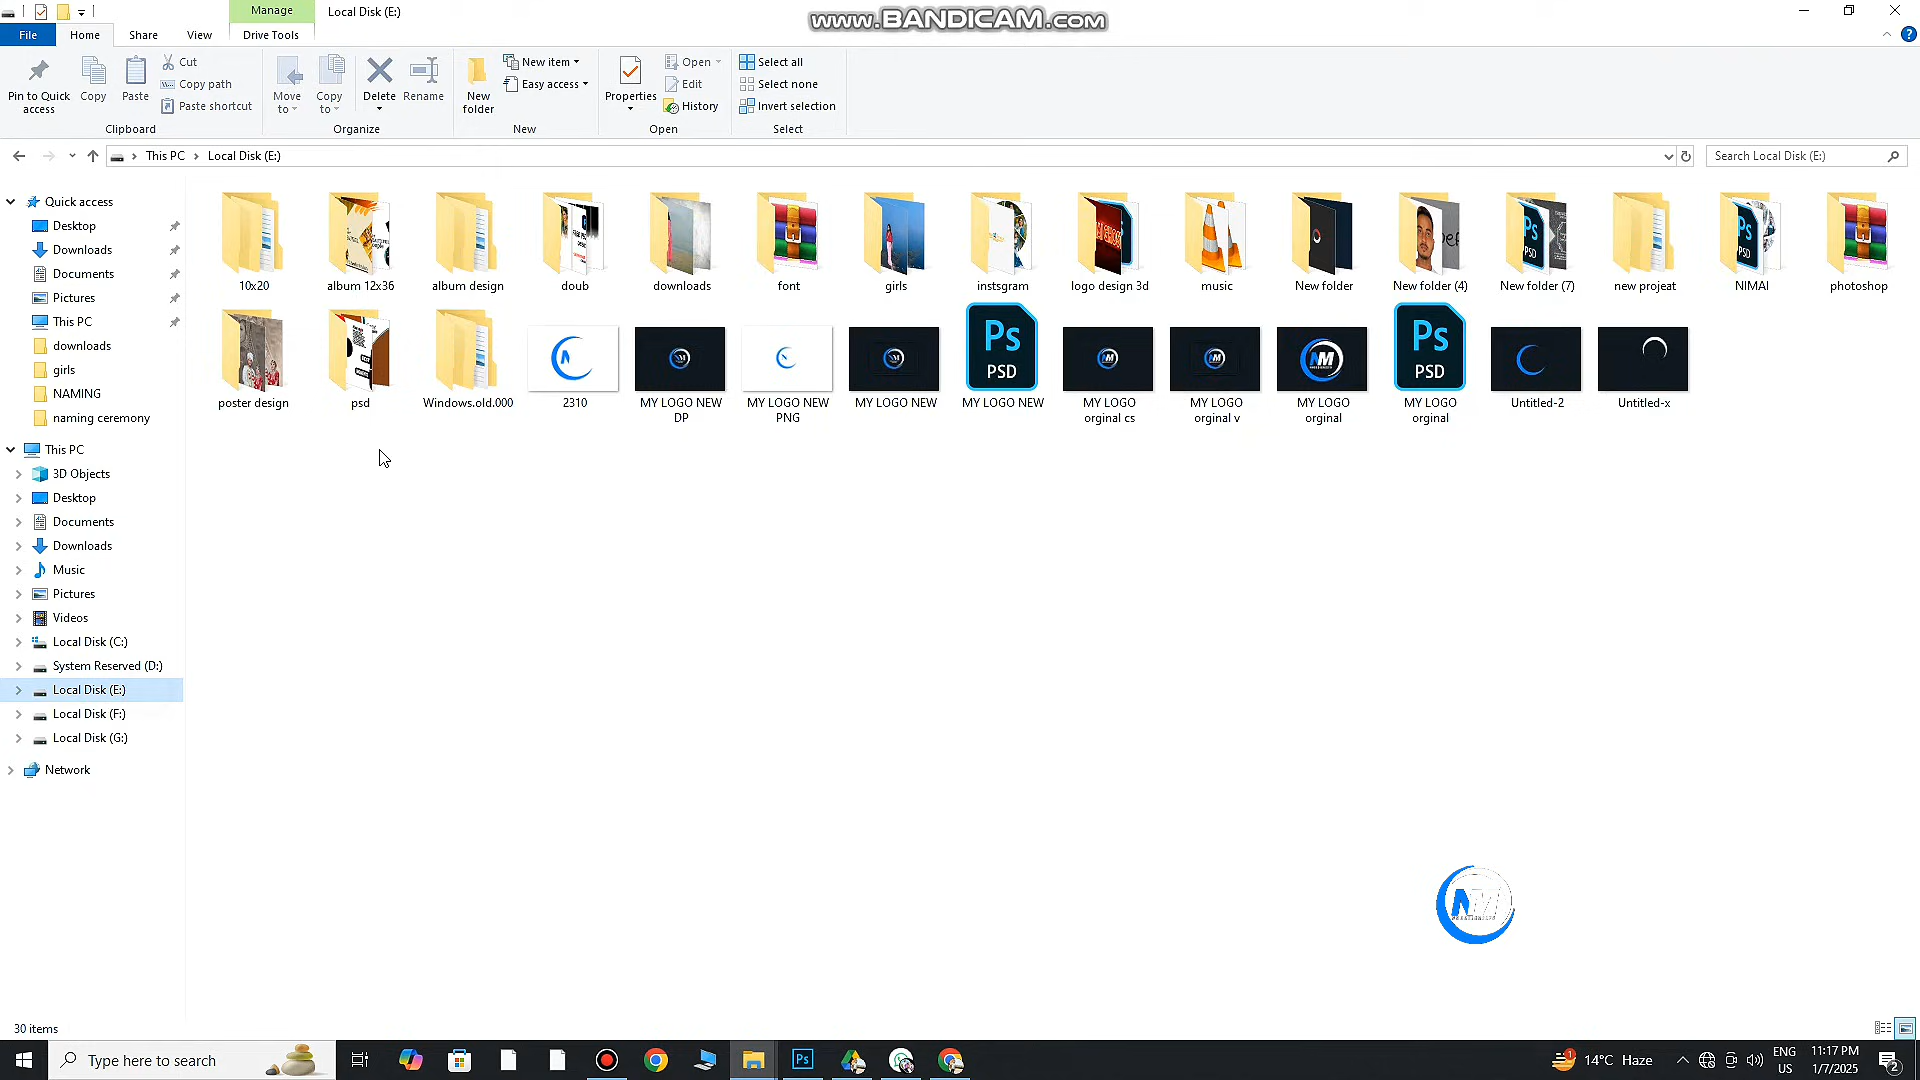 Manage
Local Disk (E:)
www.BANDICAM.com
File
Home
Share
View
Drive Tools
Pin to Quick access
Copy
Paste
Cut
Copy path
Paste shortcut
Clipboard
Move to
Copy to
Delete
Rename
Organize
New folder
New item
Easy access
New
Properties
Open
Edit
History
Open
Select all
Select none
Invert selection
Select
This PC
Local Disk (E:)
Search Local Disk (E:)
Quick access
Desktop
Downloads
Documents
Pictures
This PC
downloads
girls
NAMING
naming ceremony
This PC
3D Objects
Desktop
Documents
Downloads
Music
Pictures
Videos
Local Disk (C:)
System Reserved (D:)
Local Disk (E:)
Local Disk (F:)
Local Disk (G:)
Network
10x20
album 12x36
album design
doub
downloads
font
girls
instsgram
logo design 3d
music
New folder
New folder (4)
New folder (7)
new projeat
NIMAI
photoshop
poster design
psd
Windows.old.000
2310
MY LOGO NEW DP
MY LOGO NEW PNG
MY LOGO NEW
Ps
PSD
MY LOGO NEW
MY LOGO orginal cs
MY LOGO orginal v
NM
MY LOGO orginal
Ps
PSD
MY LOGO orginal
Untitled-2
Untitled-x
NM
30 items
Type here to search
Ps
14°C Haze
ENG
US
11:17 PM
1/7/2025
2